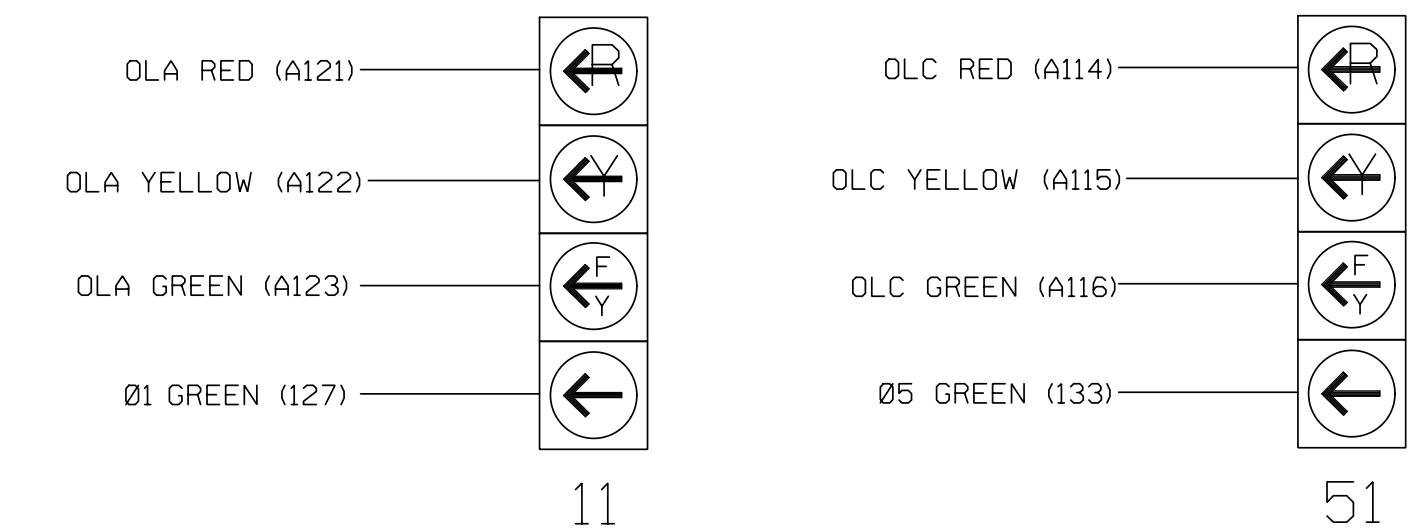 OLA RED (A121)
R
OLA YELLOW (A122)
Y
OLA GREEN (A123)
F
Y
Ø1 GREEN (127)
11
OLC RED (A114)
R
OLC YELLOW (A115)
Y
OLC GREEN (A116)
F
Y
Ø5 GREEN (133)
51